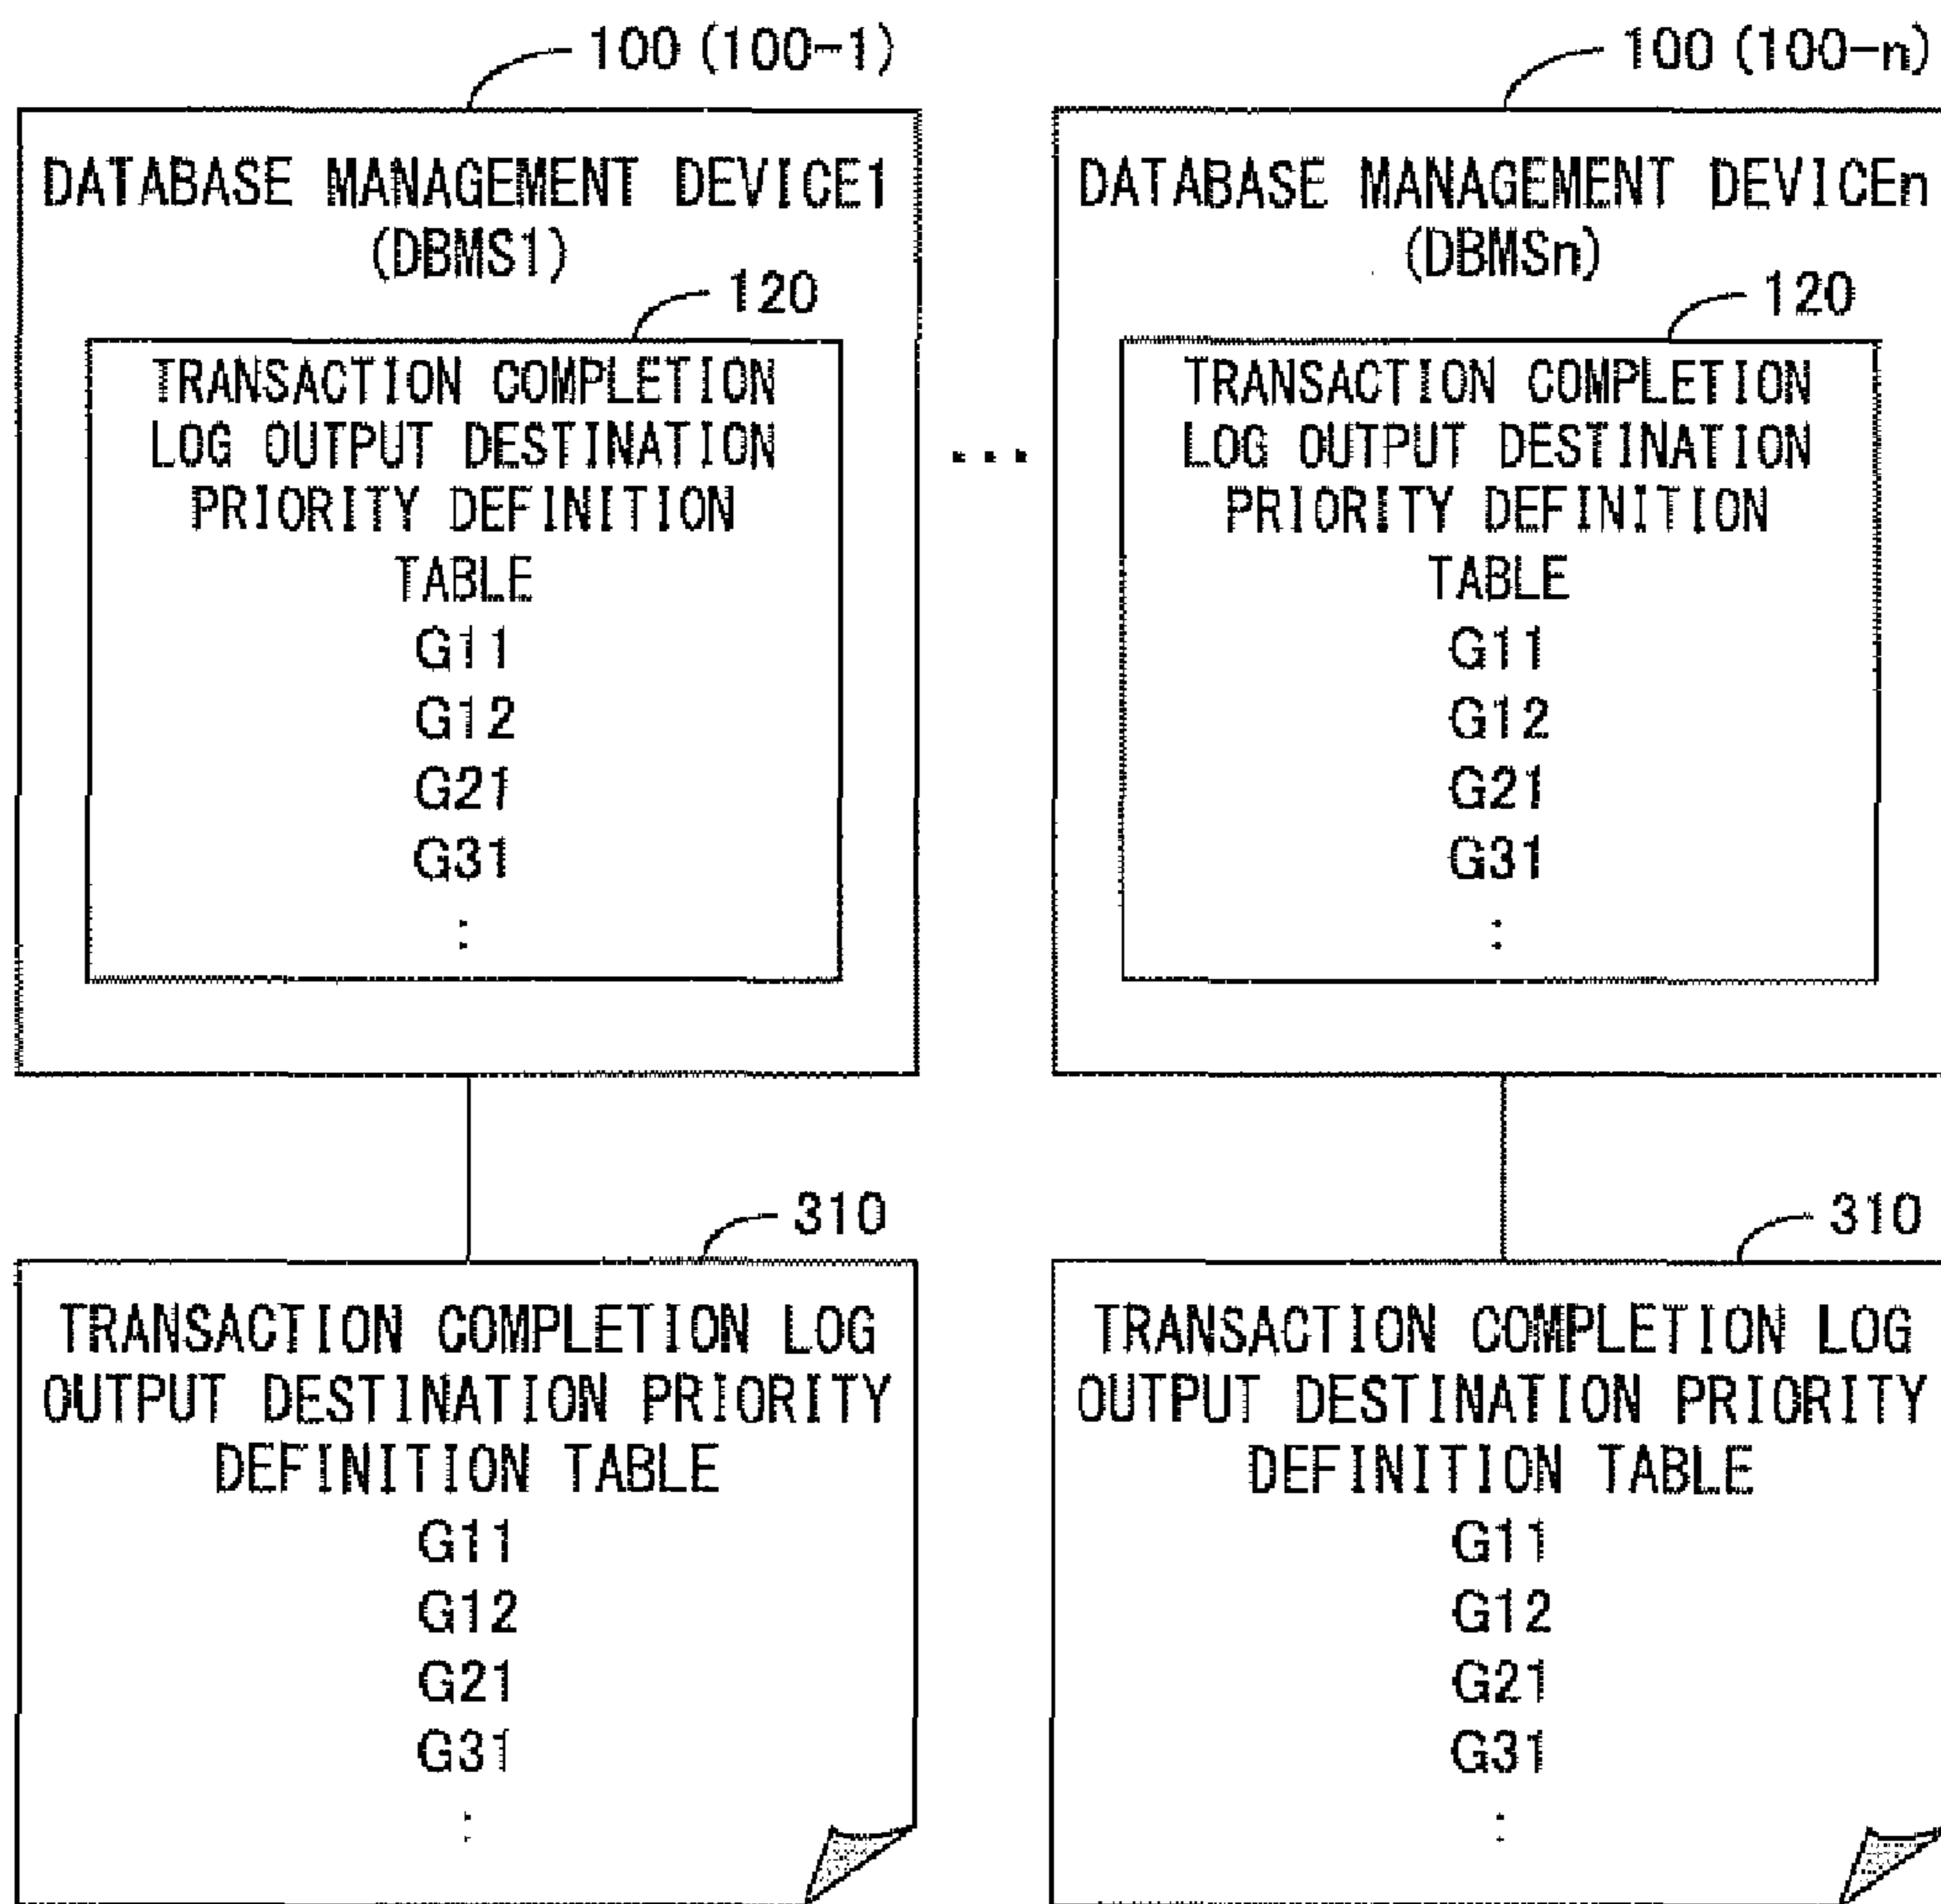 100 (100-1)
DATABASE MANAGEMENT DEVICE1
(DBMS1)
120
TRANSACTION COMPLETION
LOG OUTPUT DESTINATION
PRIORITY DEFINITION
TABLE
G11
G12
G21
G31
:
...
100 (100-n)
DATABASE MANAGEMENT DEVICEn
(DBMSn)
120
TRANSACTION COMPLETION
LOG OUTPUT DESTINATION
PRIORITY DEFINITION
TABLE
G11
G12
G21
G31
:
310
TRANSACTION COMPLETION LOG
OUTPUT DESTINATION PRIORITY
DEFINITION TABLE
G11
G12
G21
G31
:
310
TRANSACTION COMPLETION LOG
OUTPUT DESTINATION PRIORITY
DEFINITION TABLE
G11
G12
G21
G31
: